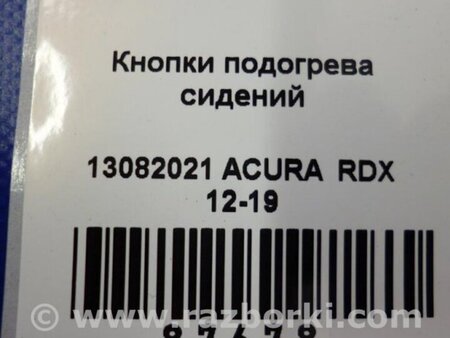 Кнопки подогрева
сидений
13082021 ACURA RDX
12-19
© www.razborki.com